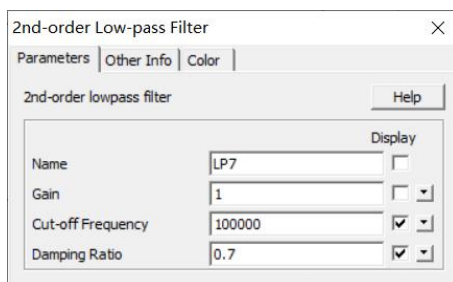 2nd-order Low-pass Filter
Parameters Other Info Color
2nd-order lowpass filter Help
Display
Name LP7
Gain 1
Cut-off Frequency 100000
Damping Ratio 0.7